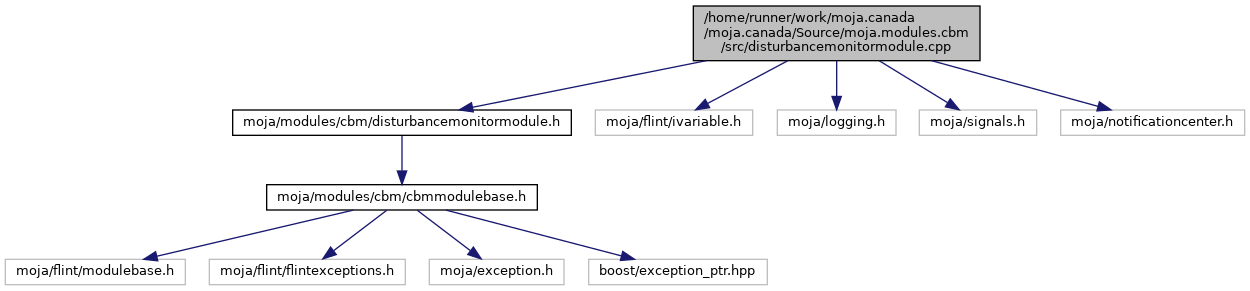 /home/runner/work/moja.canada
/moja.canada/Source/moja.modules.cbm
/src/disturbancemonitormodule.cpp
moja/modules/cbm/disturbancemonitormodule.h
moja/flint/ivariable.h
moja/logging.h
moja/signals.h
moja/notificationcenter.h
moja/modules/cbm/cbmmodulebase.h
moja/flint/modulebase.h
moja/flint/flintexceptions.h
moja/exception.h
boost/exception_ptr.hpp